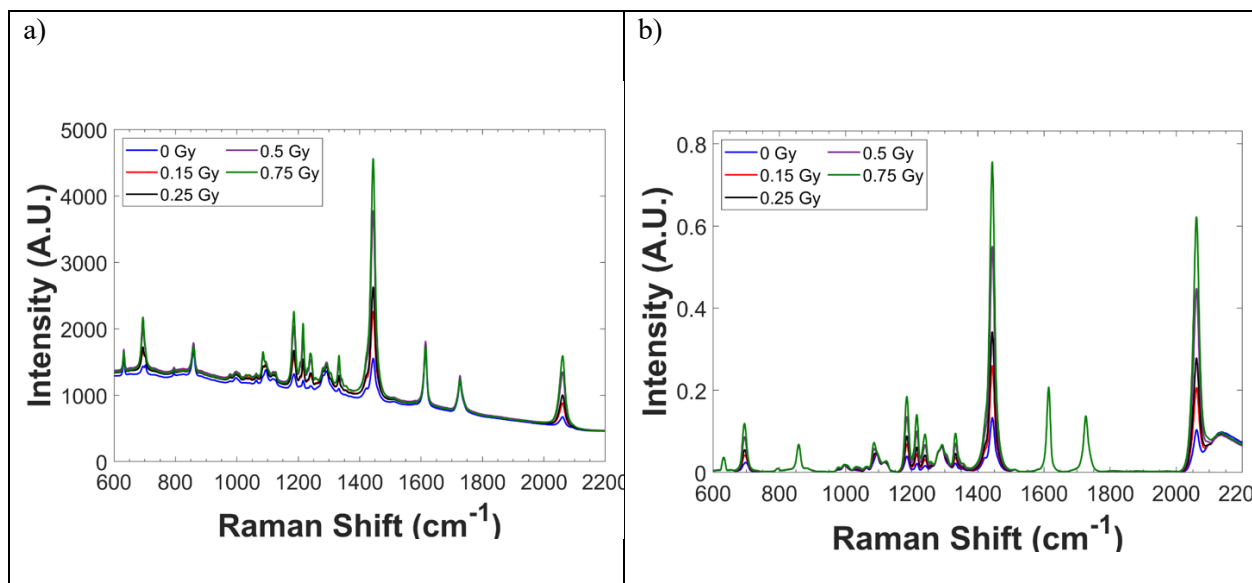 a)
5000
4000
3000
2000
1000
0
Intensity (A.U.)
0 Gy
0.5 Gy
0.15 Gy
0.75 Gy
0.25 Gy
600 800 1000 1200 1400 1600 1800 2000 2200
Raman Shift (cm-1)
b)
0.8
0.6
0.4
0.2
0
Intensity (A.U.)
0 Gy
0.5 Gy
0.15 Gy
0.75 Gy
0.25 Gy
600 800 1000 1200 1400 1600 1800 2000 220
Raman Shift (cm-1)